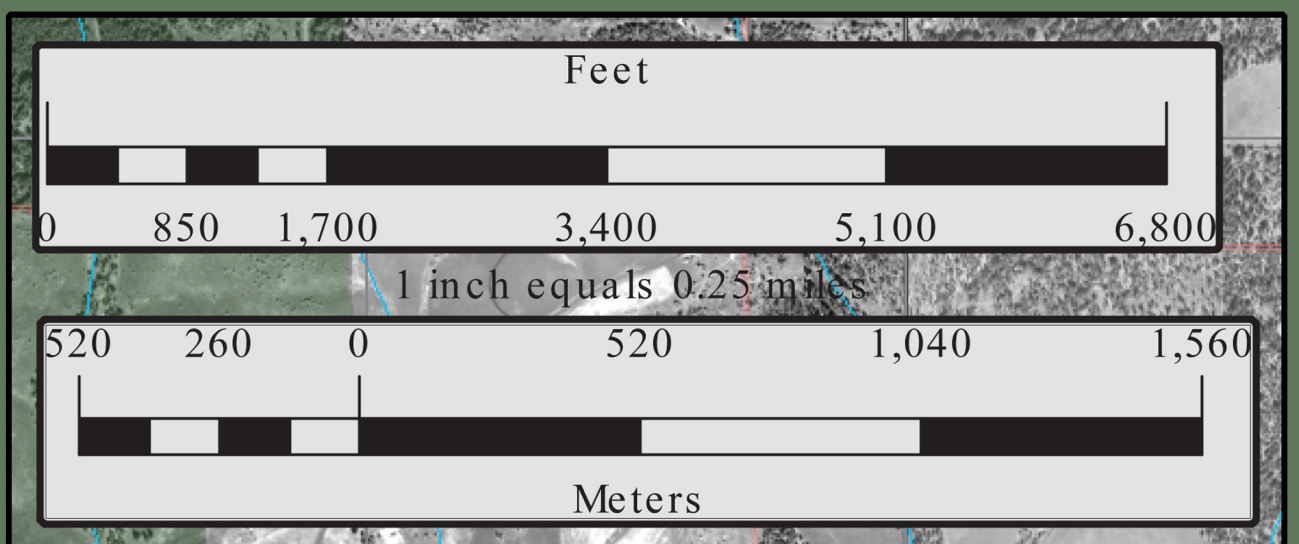 Feet
0 850 1,700 3,400 5,100 6,800
1 inch equals 0.25 miles
520 260 0 520 1,040 1,560
Meters